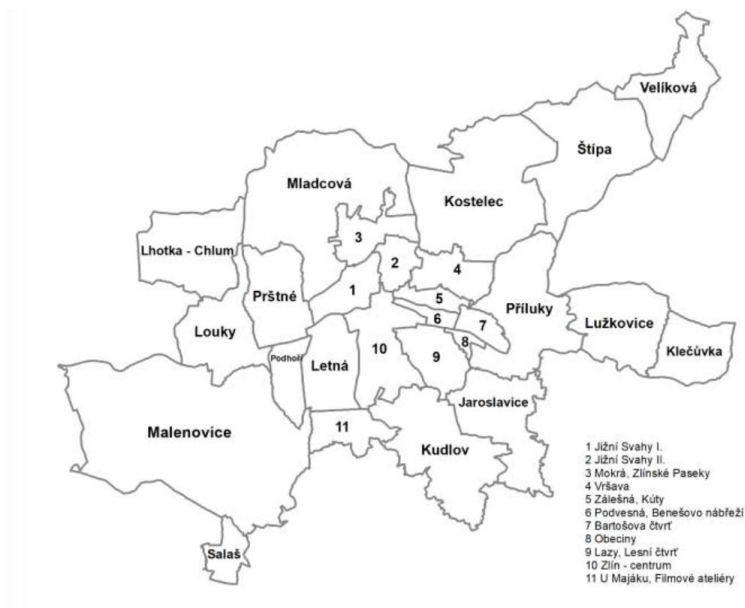 Velíková
Štípa
Mladcová
Kostelec
3
Lhotka - Chlum
2
4
1
5
Prštné
Příluky
6
7
Lužkovice
Louky
8
10
9
Klečůvka
Podhoří
Letná
Jaroslavice
11
Malenovice
Kudlov
Salaš
1 Jižní Svahy I.
2 Jižní Svahy II.
3 Mokrá, Zlínské Paseky
4 Vršava
5 Zálešná, Kúty
6 Podvesná, Benešovo nábřeží
7 Bartošova čtvrť
8 Obeciny
9 Lazy, Lesní čtvrť
10 Zlín - centrum
11 U Majáku, Filmové ateliéry